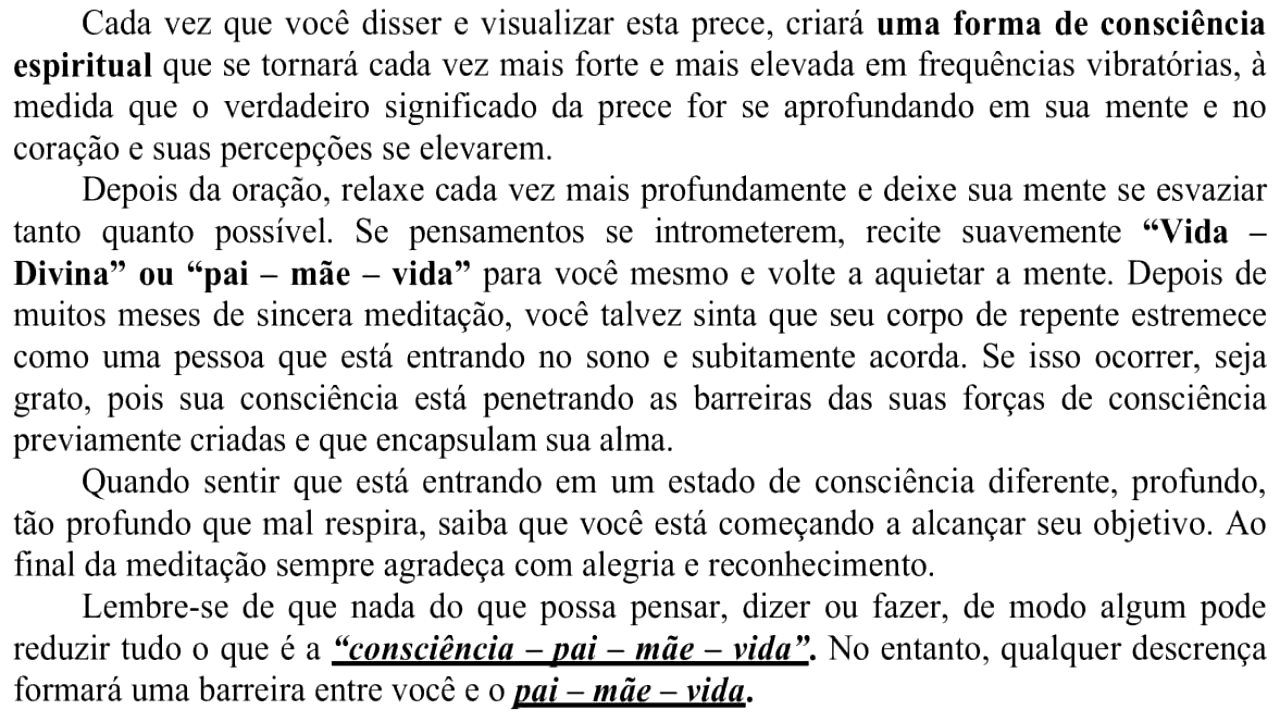 Cada vez que você disser e visualizar esta prece, criará uma forma de consciência
espiritual que se tornará cada vez mais forte e mais elevada em frequências vibratórias, à
medida que o verdadeiro significado da prece for se aprofundando em sua mente e no
coração e suas percepções se elevarem.
Depois da oração, relaxe cada vez mais profundamente e deixe sua mente se esvaziar
tanto quanto possível. Se pensamentos se intrometerem, recite suavemente “Vida –
Divina” ou “pai – mãe – vida” para você mesmo e volte a aquietar a mente. Depois de
muitos meses de sincera meditação, você talvez sinta que seu corpo de repente estremece
como uma pessoa que está entrando no sono e subitamente acorda. Se isso ocorrer, seja
grato, pois sua consciência está penetrando as barreiras das suas forças de consciência
previamente criadas e que encapsulam sua alma.
Quando sentir que está entrando em um estado de consciência diferente, profundo,
tão profundo que mal respira, saiba que você está começando a alcançar seu objetivo. Ao
final da meditação sempre agradeça com alegria e reconhecimento.
Lembre-se de que nada do que possa pensar, dizer ou fazer, de modo algum pode
reduzir tudo o que é a “consciência – pai – mãe – vida”. No entanto, qualquer descrença
formará uma barreira entre você e o pai – mãe – vida.